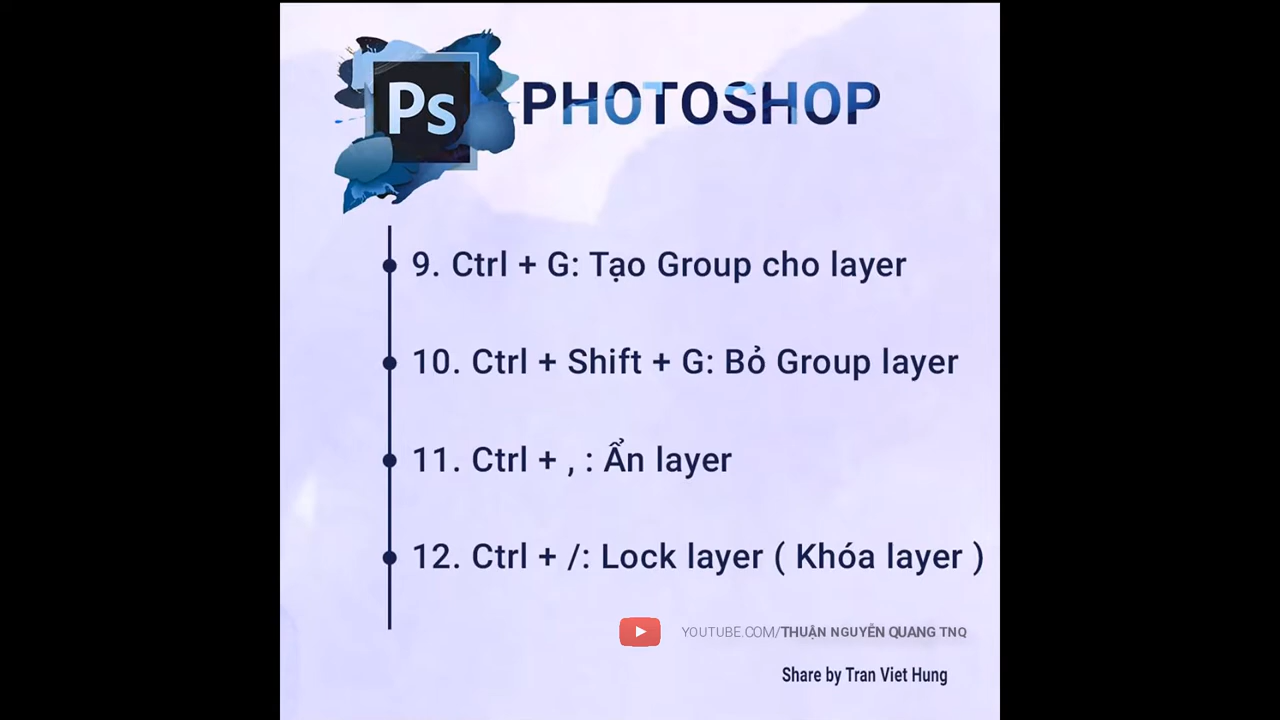 Ps
PHOTOSHOP
9. Ctrl + G: Tạo Group cho layer
10. Ctrl + Shift + G: Bỏ Group layer
11. Ctrl + , : Ẩn layer
12. Ctrl + /: Lock layer ( Khóa layer )
YOUTUBE.COM/THUẬN NGUYỄN QUANG TNQ
Share by Tran Viet Hung